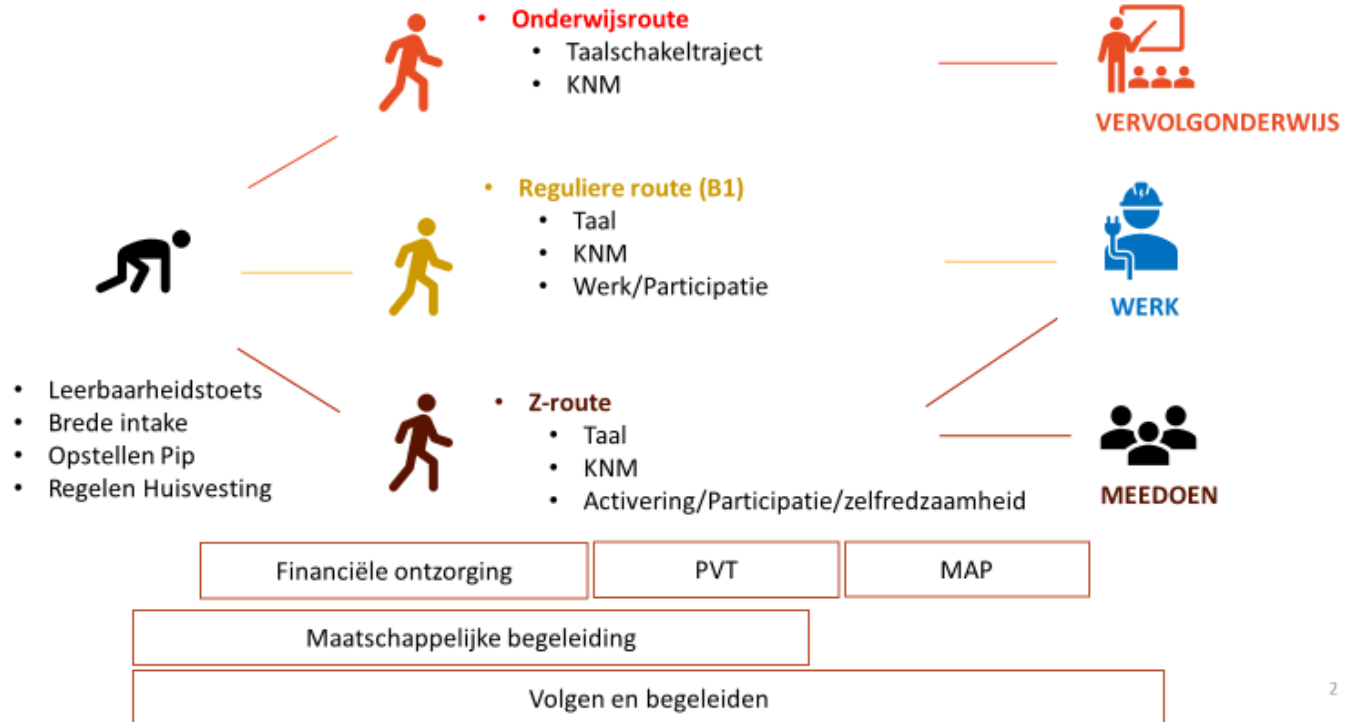 • Onderwijsroute
• Taalschakeltraject
• KNM
VERVOLGONDERWIJS
• Reguliere route (B1)
• Taal
• KNM
• Werk/Participatie
WERK
• Leerbaarheidstoets
• Brede intake
• Opstellen Pip
• Regelen Huisvesting
• Z-route
• Taal
• KNM
• Activering/Participatie/zelfredzaamheid
MEEDOEN
Financiële ontzorging
PVT
MAP
Maatschappelijke begeleiding
Volgen en begeleiden
2